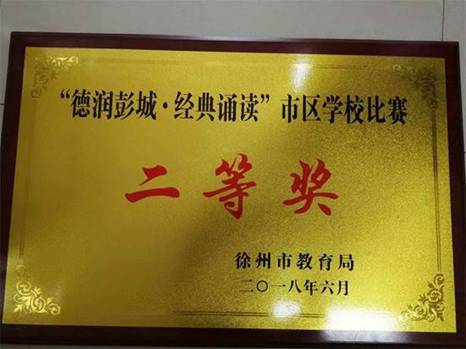 “德润彭城·经典诵读”市区学校比赛
二等奖
徐州市教育局
二〇一八年六月